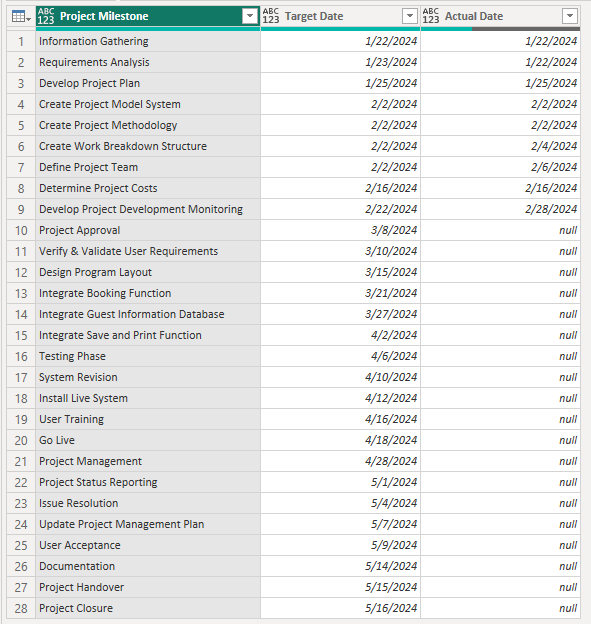 ABC 123 Project Milestone ABC 123 Target Date ABC 123 Actual Date
1 Information Gathering 1/22/2024 1/22/2024
2 Requirements Analysis 1/23/2024 1/22/2024
3 Develop Project Plan 1/25/2024 1/25/2024
4 Create Project Model System 2/2/2024 2/2/2024
5 Create Project Methodology 2/2/2024 2/2/2024
6 Create Work Breakdown Structure 2/2/2024 2/4/2024
7 Define Project Team 2/2/2024 2/6/2024
8 Determine Project Costs 2/16/2024 2/16/2024
9 Develop Project Development Monitoring 2/22/2024 2/28/2024
10 Project Approval 3/8/2024 null
11 Verify & Validate User Requirements 3/10/2024 null
12 Design Program Layout 3/15/2024 null
13 Integrate Booking Function 3/21/2024 null
14 Integrate Guest Information Database 3/27/2024 null
15 Integrate Save and Print Function 4/2/2024 null
16 Testing Phase 4/6/2024 null
17 System Revision 4/10/2024 null
18 Install Live System 4/12/2024 null
19 User Training 4/16/2024 null
20 Go Live 4/18/2024 null
21 Project Management 4/28/2024 null
22 Project Status Reporting 5/1/2024 null
23 Issue Resolution 5/4/2024 null
24 Update Project Management Plan 5/7/2024 null
25 User Acceptance 5/9/2024 null
26 Documentation 5/14/2024 null
27 Project Handover 5/15/2024 null
28 Project Closure 5/16/2024 null